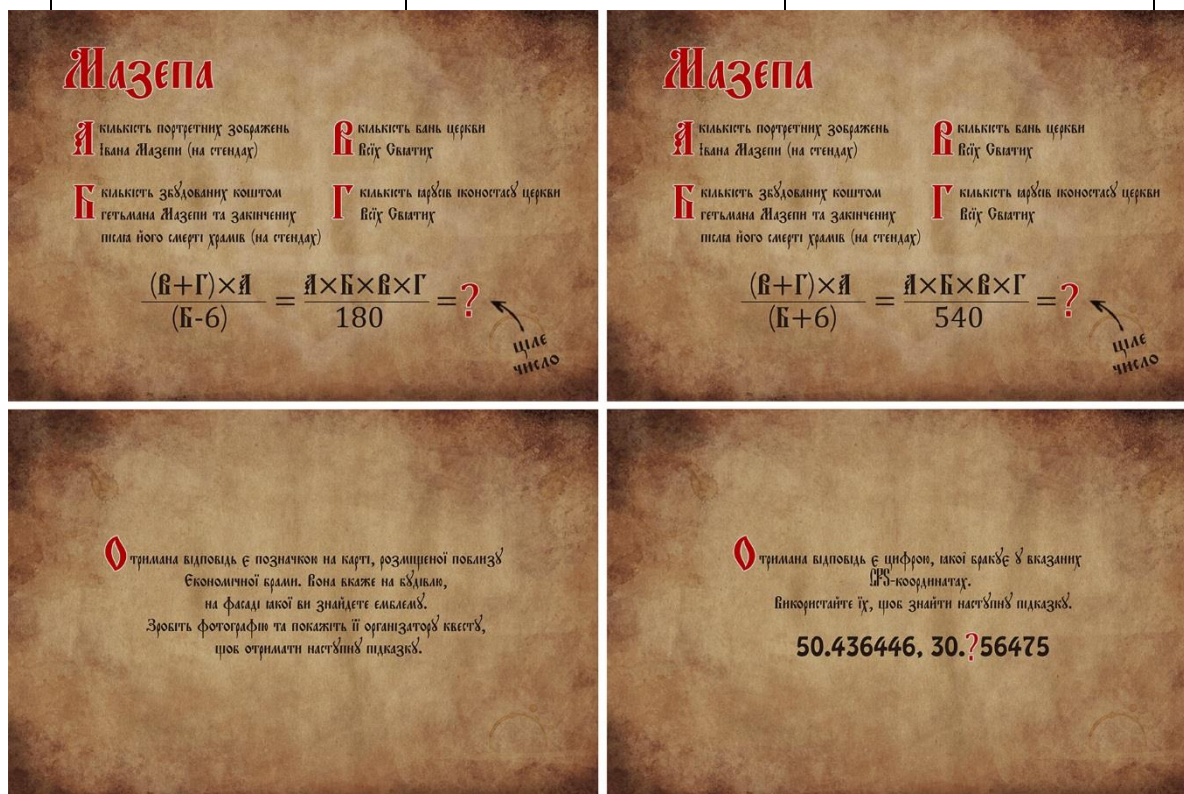 Мазепа
А кількість портретних зображень
Івана Мазепи (на стендах)
Б кількість збудованих коштом
гетьмана Мазепи та закінчених
після його смерті храмів (на стендах)
В кількість бань церкви
Всіх Святих
Г кількість ярусів іконостасу церкви
Всіх Святих
(В+Г)×А / (Б-6) = А×Б×В×Г / 180 = ?
ціле
число
Мазепа
А кількість портретних зображень
Івана Мазепи (на стендах)
Б кількість збудованих коштом
гетьмана Мазепи та закінчених
після його смерті храмів (на стендах)
В кількість бань церкви
Всіх Святих
Г кількість ярусів іконостасу церкви
Всіх Святих
(В+Г)×А / (Б+6) = А×Б×В×Г / 540 = ?
ціле
число
Отримана відповідь є позначкою на карті, розміщеної поблизу
Економічної брами. Вона вкаже на будівлю,
на фасаді якої ви знайдете емблему.
Зробіть фотографію та покажіть її організатору квесту,
щоб отримати наступну підказку.
Отримана відповідь є цифрою, якої бракує у вказаних
GPS-координатах.
Використайте їх, щоб знайти наступну підказку.
50.436446, 30.?56475